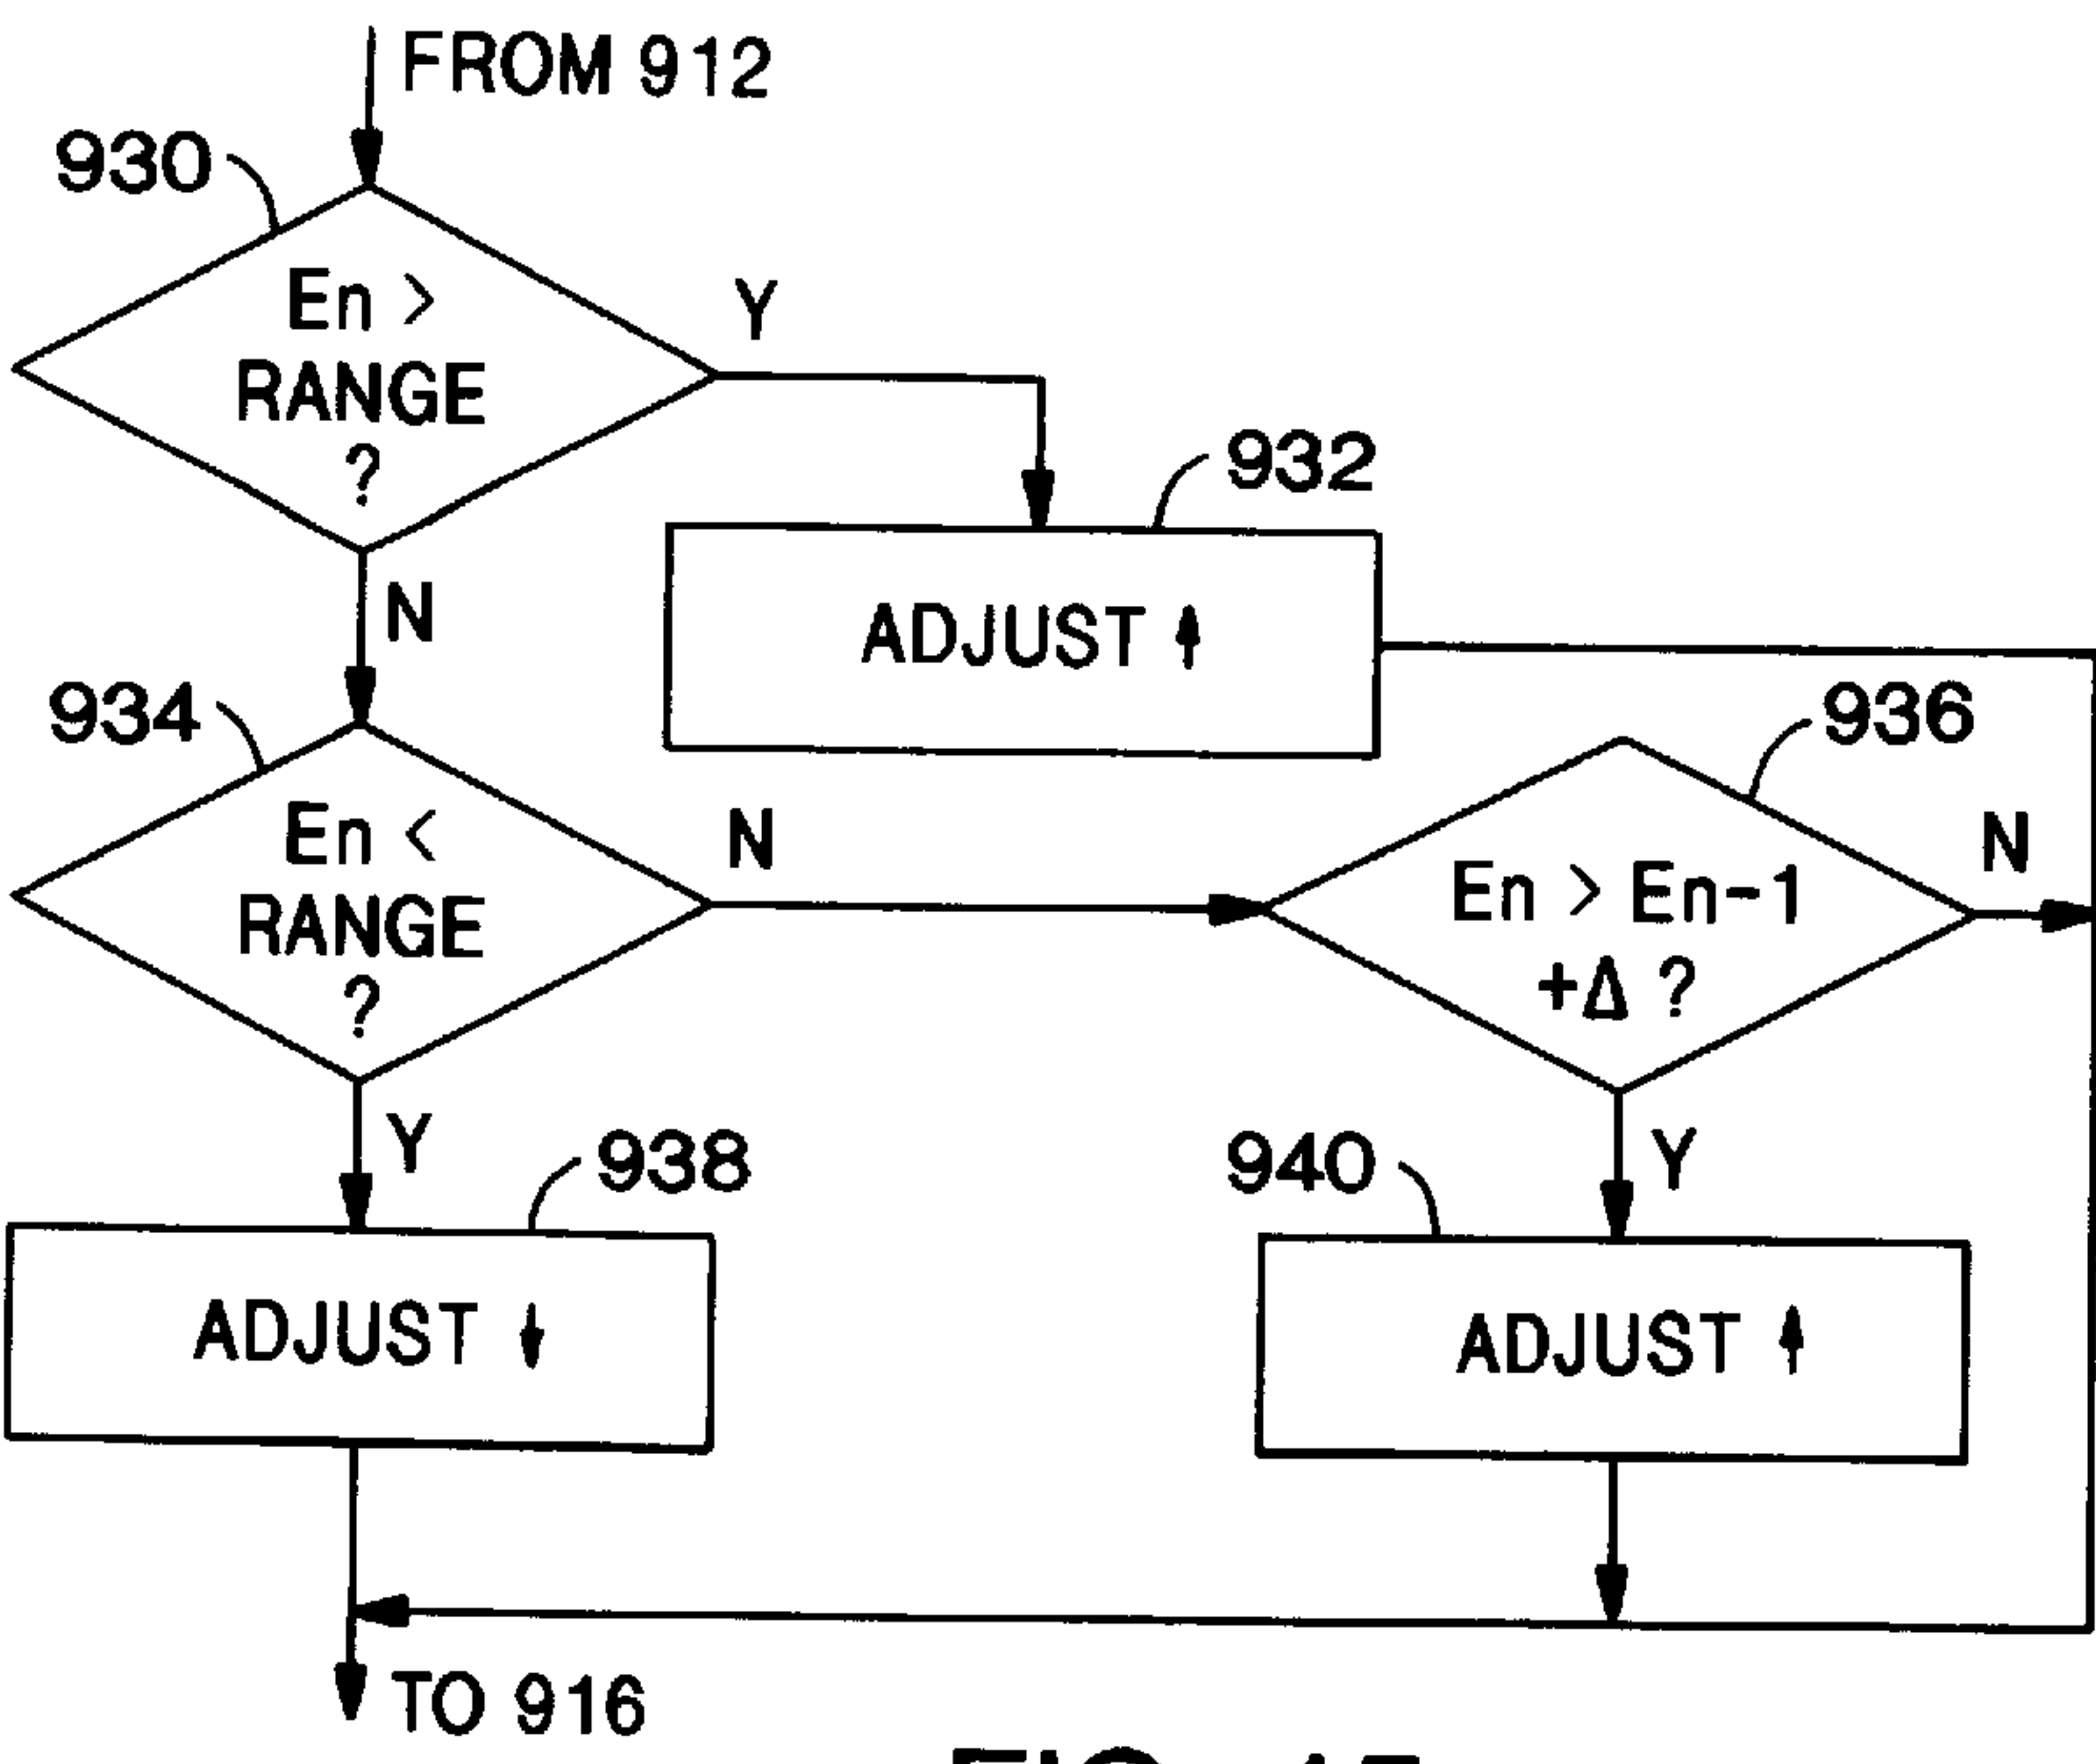 FROM 912
930
En >
RANGE
?
Y
932
N
ADJUST
934
936
En <
RANGE
?
N
En > En-1
+Δ ?
N
Y
938
940
Y
ADJUST
ADJUST
TO 916